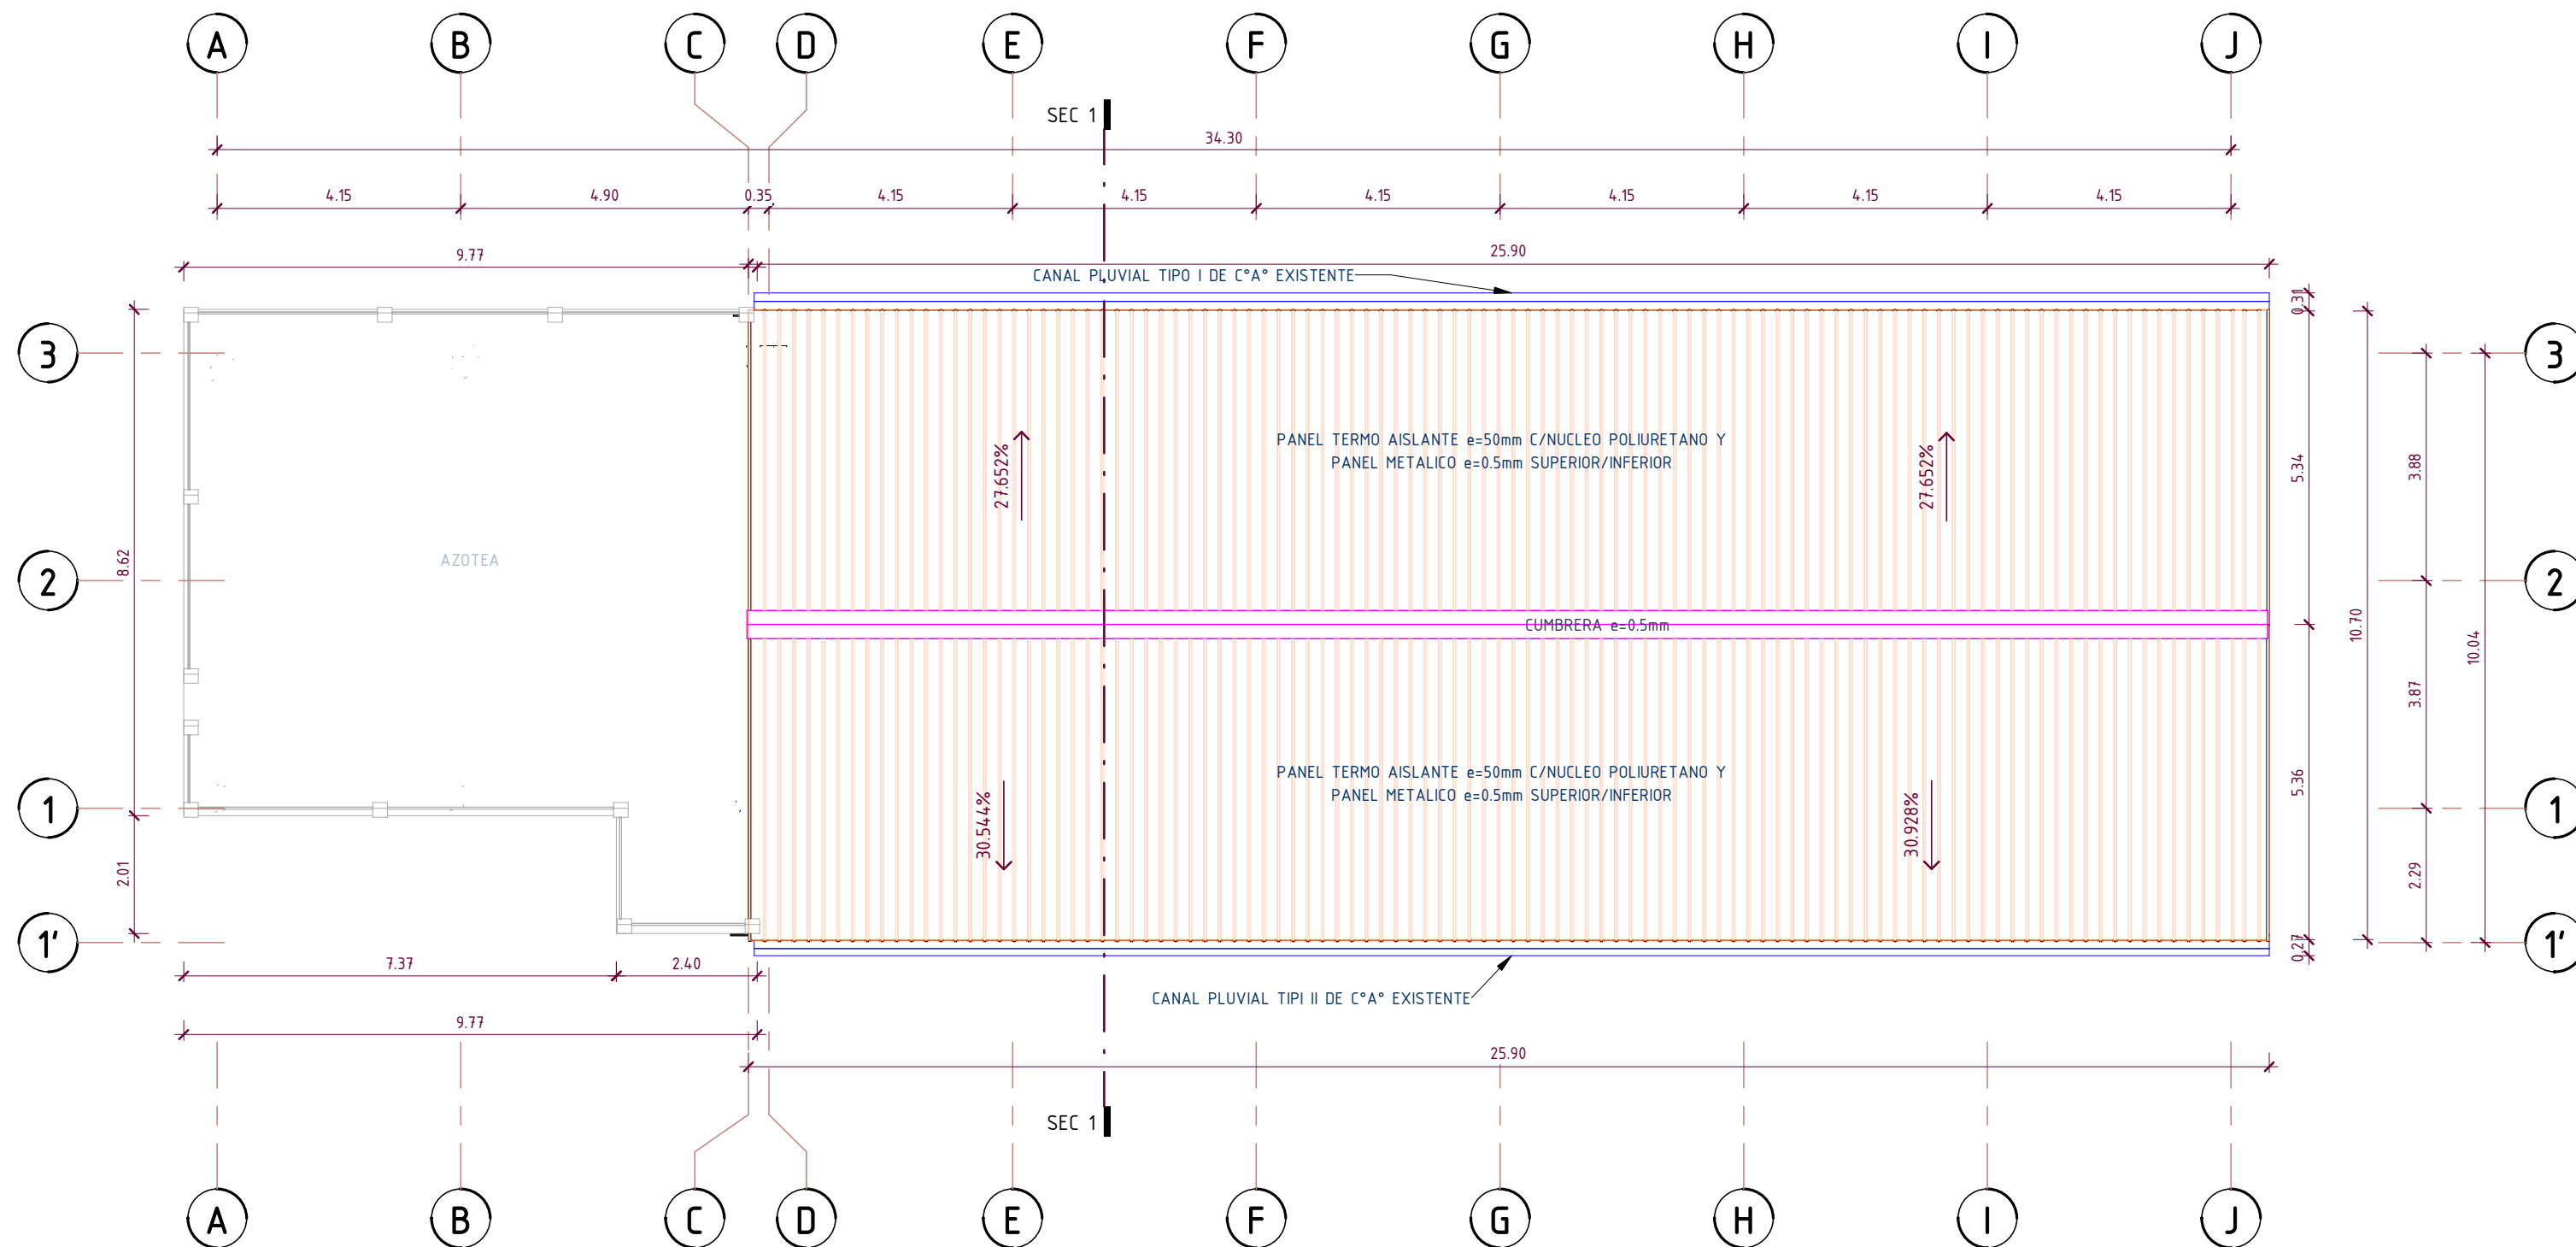 A B C D E F G H I J
SEC 1
34.30
4.15 4.90 0.35 4.15 4.15 4.15 4.15 4.15 4.15
9.77 25.90
CANAL PLUVIAL TIPO I DE C°A° EXISTENTE
0.31
3 3
27.652% 27.652%
PANEL TERMO AISLANTE e=50mm C/NUCLEO POLIURETANO Y
PANEL METALICO e=0.5mm SUPERIOR/INFERIOR
5.34 3.88
8.62
AZOTEA
2 2
CUMBRERA e=0.5mm
10.70 10.04
3.87
PANEL TERMO AISLANTE e=50mm C/NUCLEO POLIURETANO Y
PANEL METALICO e=0.5mm SUPERIOR/INFERIOR
5.36
1 1
30.544% 30.928%
2.01 2.29
1' 1'
0.27
7.37 2.40
CANAL PLUVIAL TIPI II DE C°A° EXISTENTE
9.77
25.90
SEC 1
A B C D E F G H I J